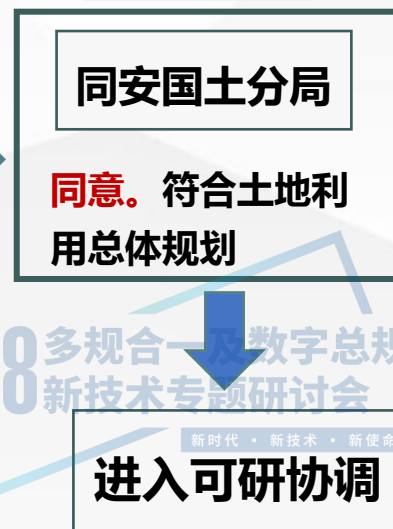 同安国土分局
同意。符合土地利
用总体规划
8多规合一及数字总规
新技术专题研讨会
新时代 • 新技术 • 新使命
进入可研协调